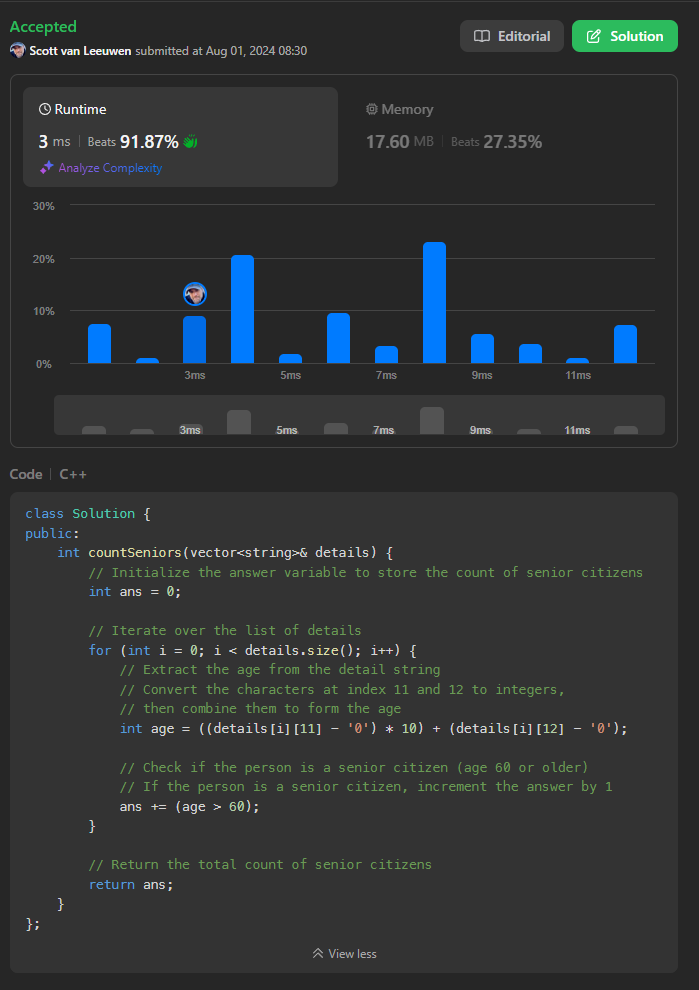 Accepted
Scott van Leeuwen submitted at Aug 01, 2024 08:30
Editorial
Solution
Runtime
3 ms | Beats 91.87%
Analyze Complexity
Memory
17.60 MB | Beats 27.35%
30%
20%
10%
0%
3ms 5ms 7ms 9ms 11ms
3ms 5ms 7ms 9ms 11ms
Code | C++
class Solution {
public:
    int countSeniors(vector<string>& details) {
        // Initialize the answer variable to store the count of senior citizens
        int ans = 0;

        // Iterate over the list of details
        for (int i = 0; i < details.size(); i++) {
            // Extract the age from the detail string
            // Convert the characters at index 11 and 12 to integers,
            // then combine them to form the age
            int age = ((details[i][11] - '0') * 10) + (details[i][12] - '0');

            // Check if the person is a senior citizen (age 60 or older)
            // If the person is a senior citizen, increment the answer by 1
            ans += (age > 60);
        }

        // Return the total count of senior citizens
        return ans;
    }
};
View less